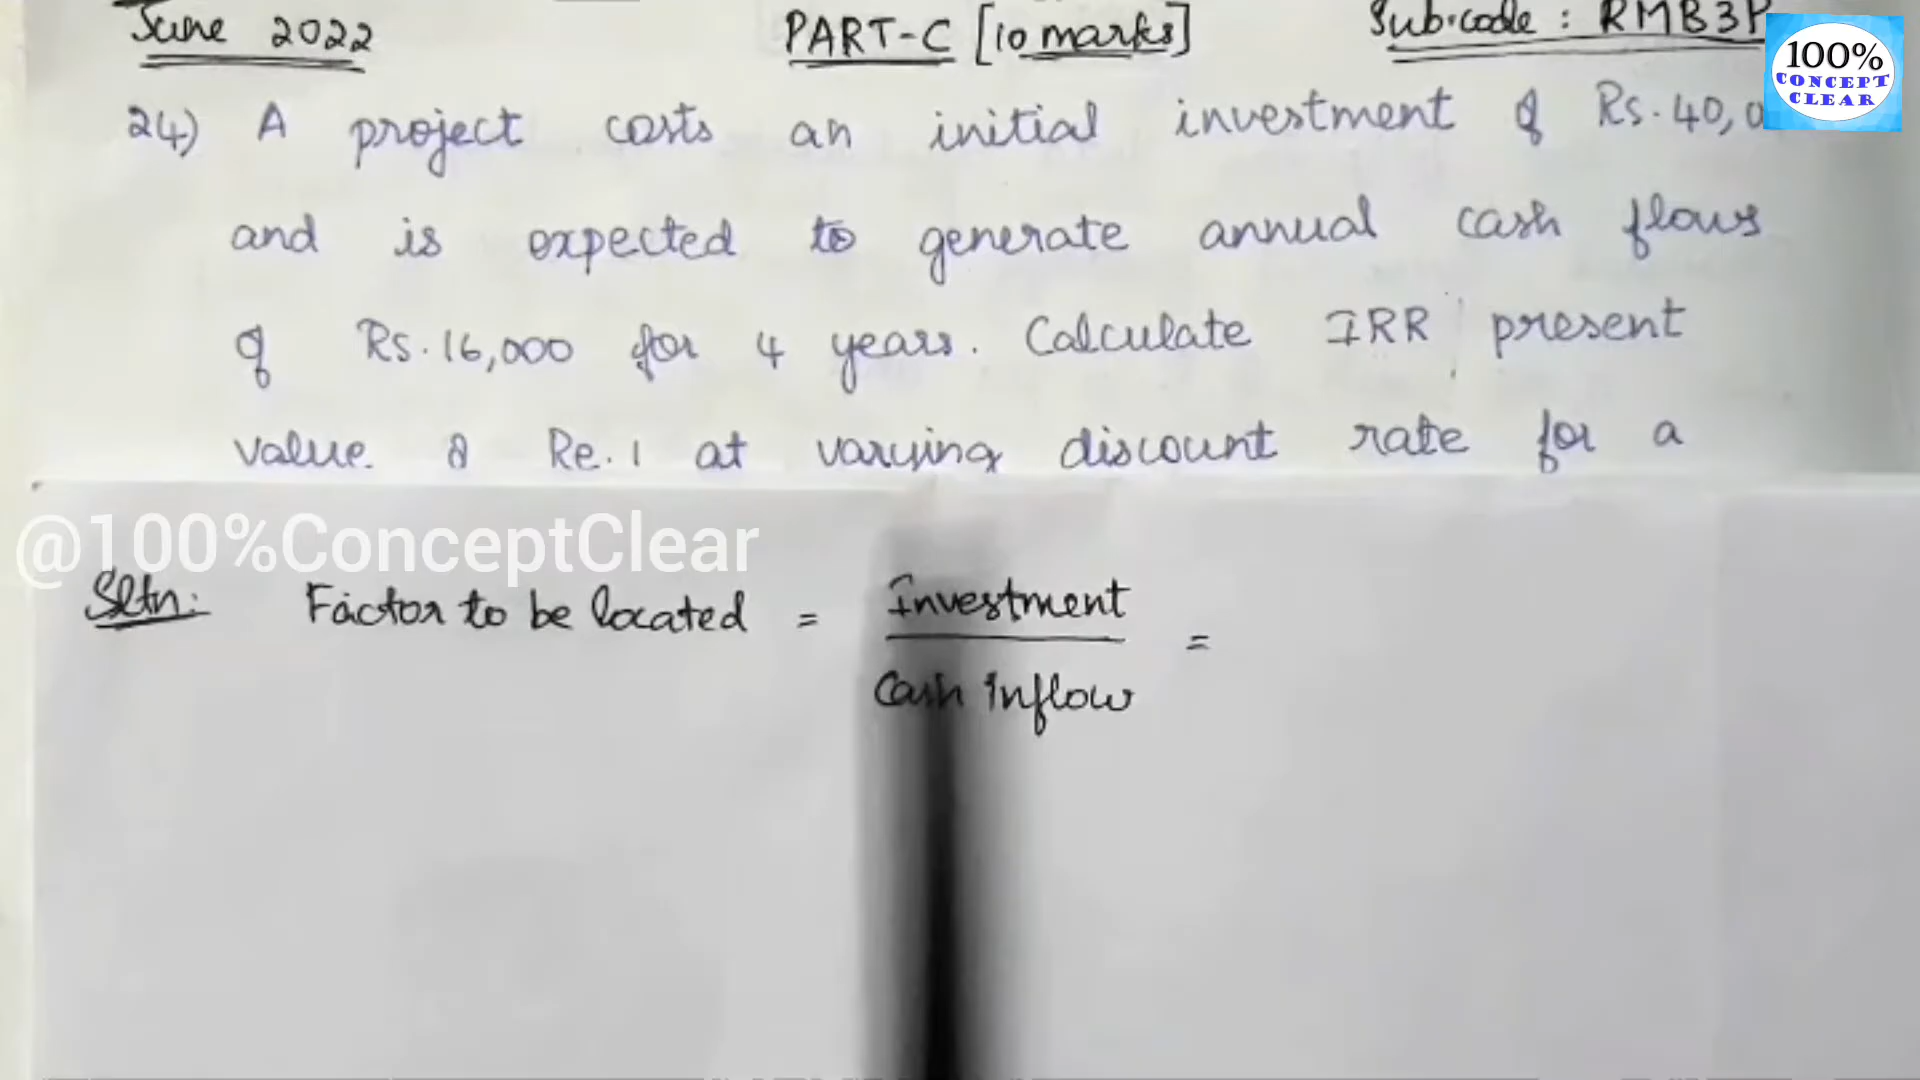 June 2022 PART-C [10 marks] Sub.code : RMB3P
100%
CONCEPT
CLEAR
24) A project costs an initial investment of Rs. 40,0
and is expected to generate annual cash flows
of Rs. 16,000 for 4 years. Calculate IRR present
value of Re. 1 at varying discount rate for a
@100%ConceptClear
Sltn: Factor to be located = Investment =
Cash Inflow